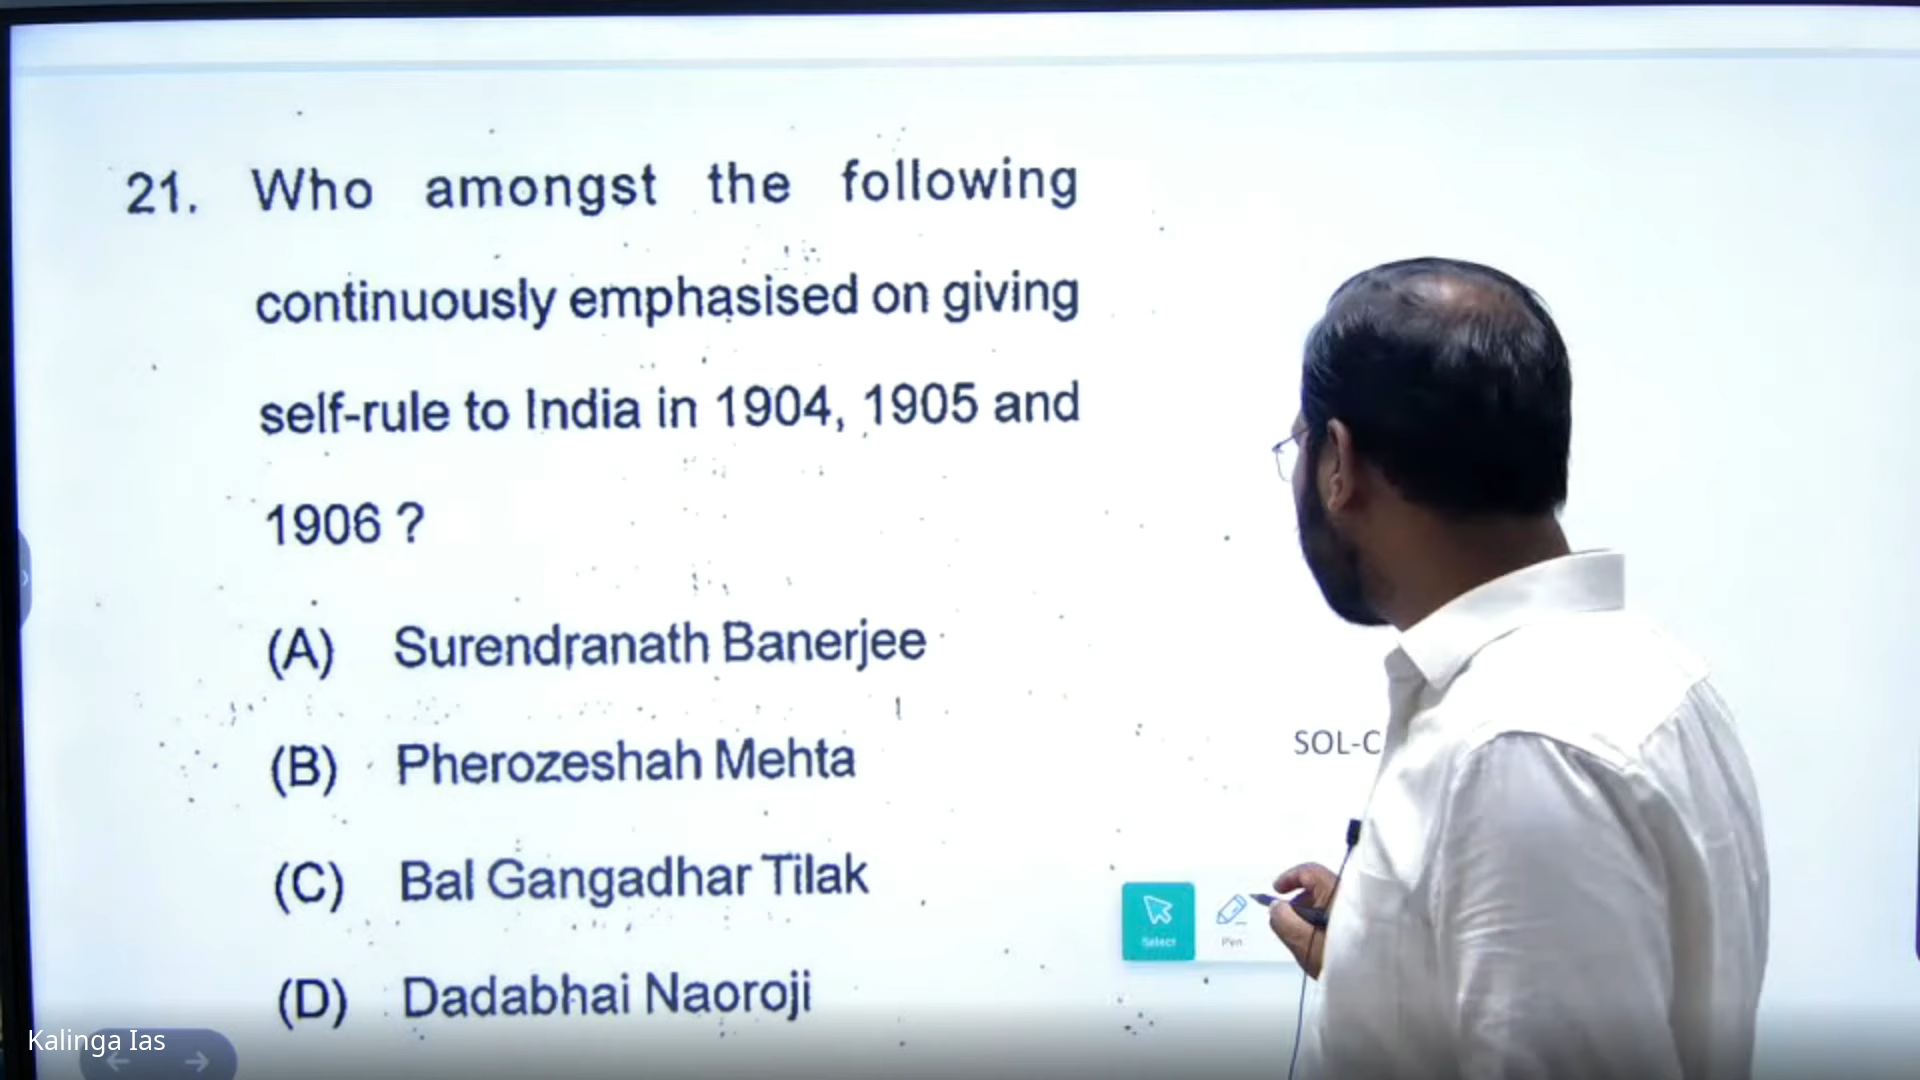 21. Who amongst the following
continuously emphasised on giving
self-rule to India in 1904, 1905 and
1906 ?
(A) Surendranath Banerjee
(B) Pherozeshah Mehta
(C) Bal Gangadhar Tilak
(D) Dadabhai Naoroji
SOL-C
Select
Pen
Kalinga Ias